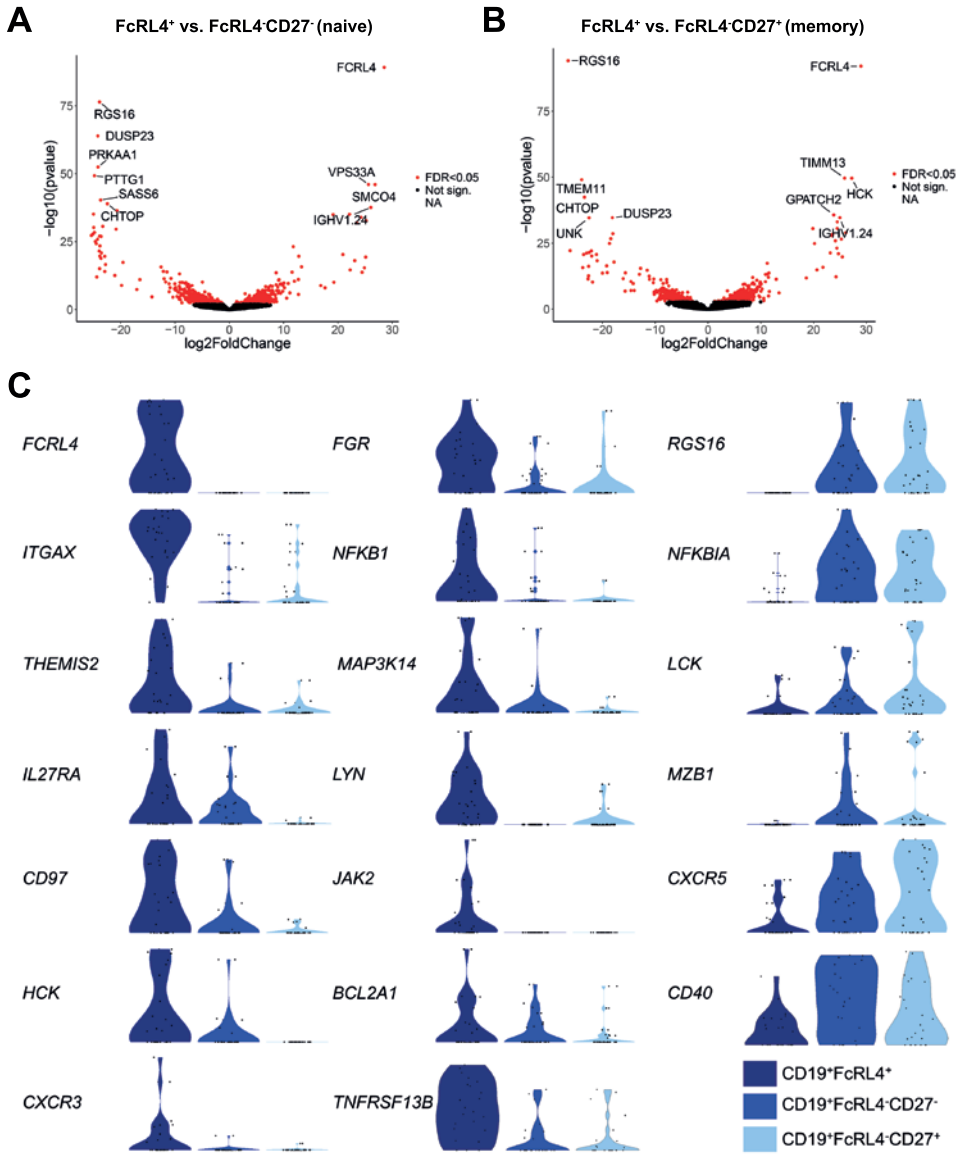 A
FcRL4⁺ vs. FcRL4⁻CD27⁻ (naive)
−log10(pvalue)
75
50
25
0
−20
−10
0
10
20
30
log2FoldChange
FCRL4
RGS16
DUSP23
PRKAA1
PTTG1
SASS6
CHTOP
VPS33A
SMCO4
IGHV1.24
FDR<0.05
Not sign.
NA
B
FcRL4⁺ vs. FcRL4⁻CD27⁺ (memory)
−log10(pvalue)
75
50
25
0
−20
−10
0
10
20
30
log2FoldChange
RGS16
FCRL4
TIMM13
HCK
TMEM11
CHTOP
UNK
DUSP23
GPATCH2
IGHV1.24
FDR<0.05
Not sign.
NA
C
FCRL4
FGR
RGS16
ITGAX
NFKB1
NFKBIA
THEMIS2
MAP3K14
LCK
IL27RA
LYN
MZB1
CD97
JAK2
CXCR5
HCK
BCL2A1
CD40
CXCR3
TNFRSF13B
CD19⁺FcRL4⁺
CD19⁺FcRL4⁻CD27⁻
CD19⁺FcRL4⁻CD27⁺